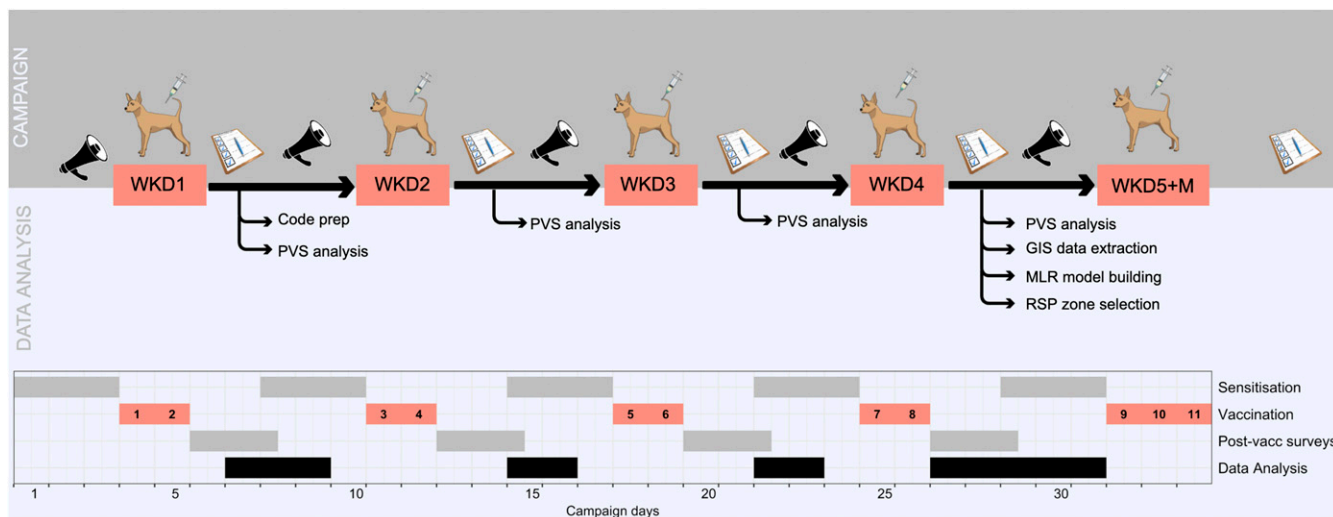 CAMPAIGN
WKD1
WKD2
WKD3
WKD4
WKD5+M
DATA ANALYSIS
Code prep
PVS analysis
PVS analysis
PVS analysis
PVS analysis
GIS data extraction
MLR model building
RSP zone selection
Sensitisation
1 2 3 4 5 6 7 8 9 10 11 Vaccination
Post-vacc surveys
Data Analysis
1 5 10 15 20 25 30
Campaign days